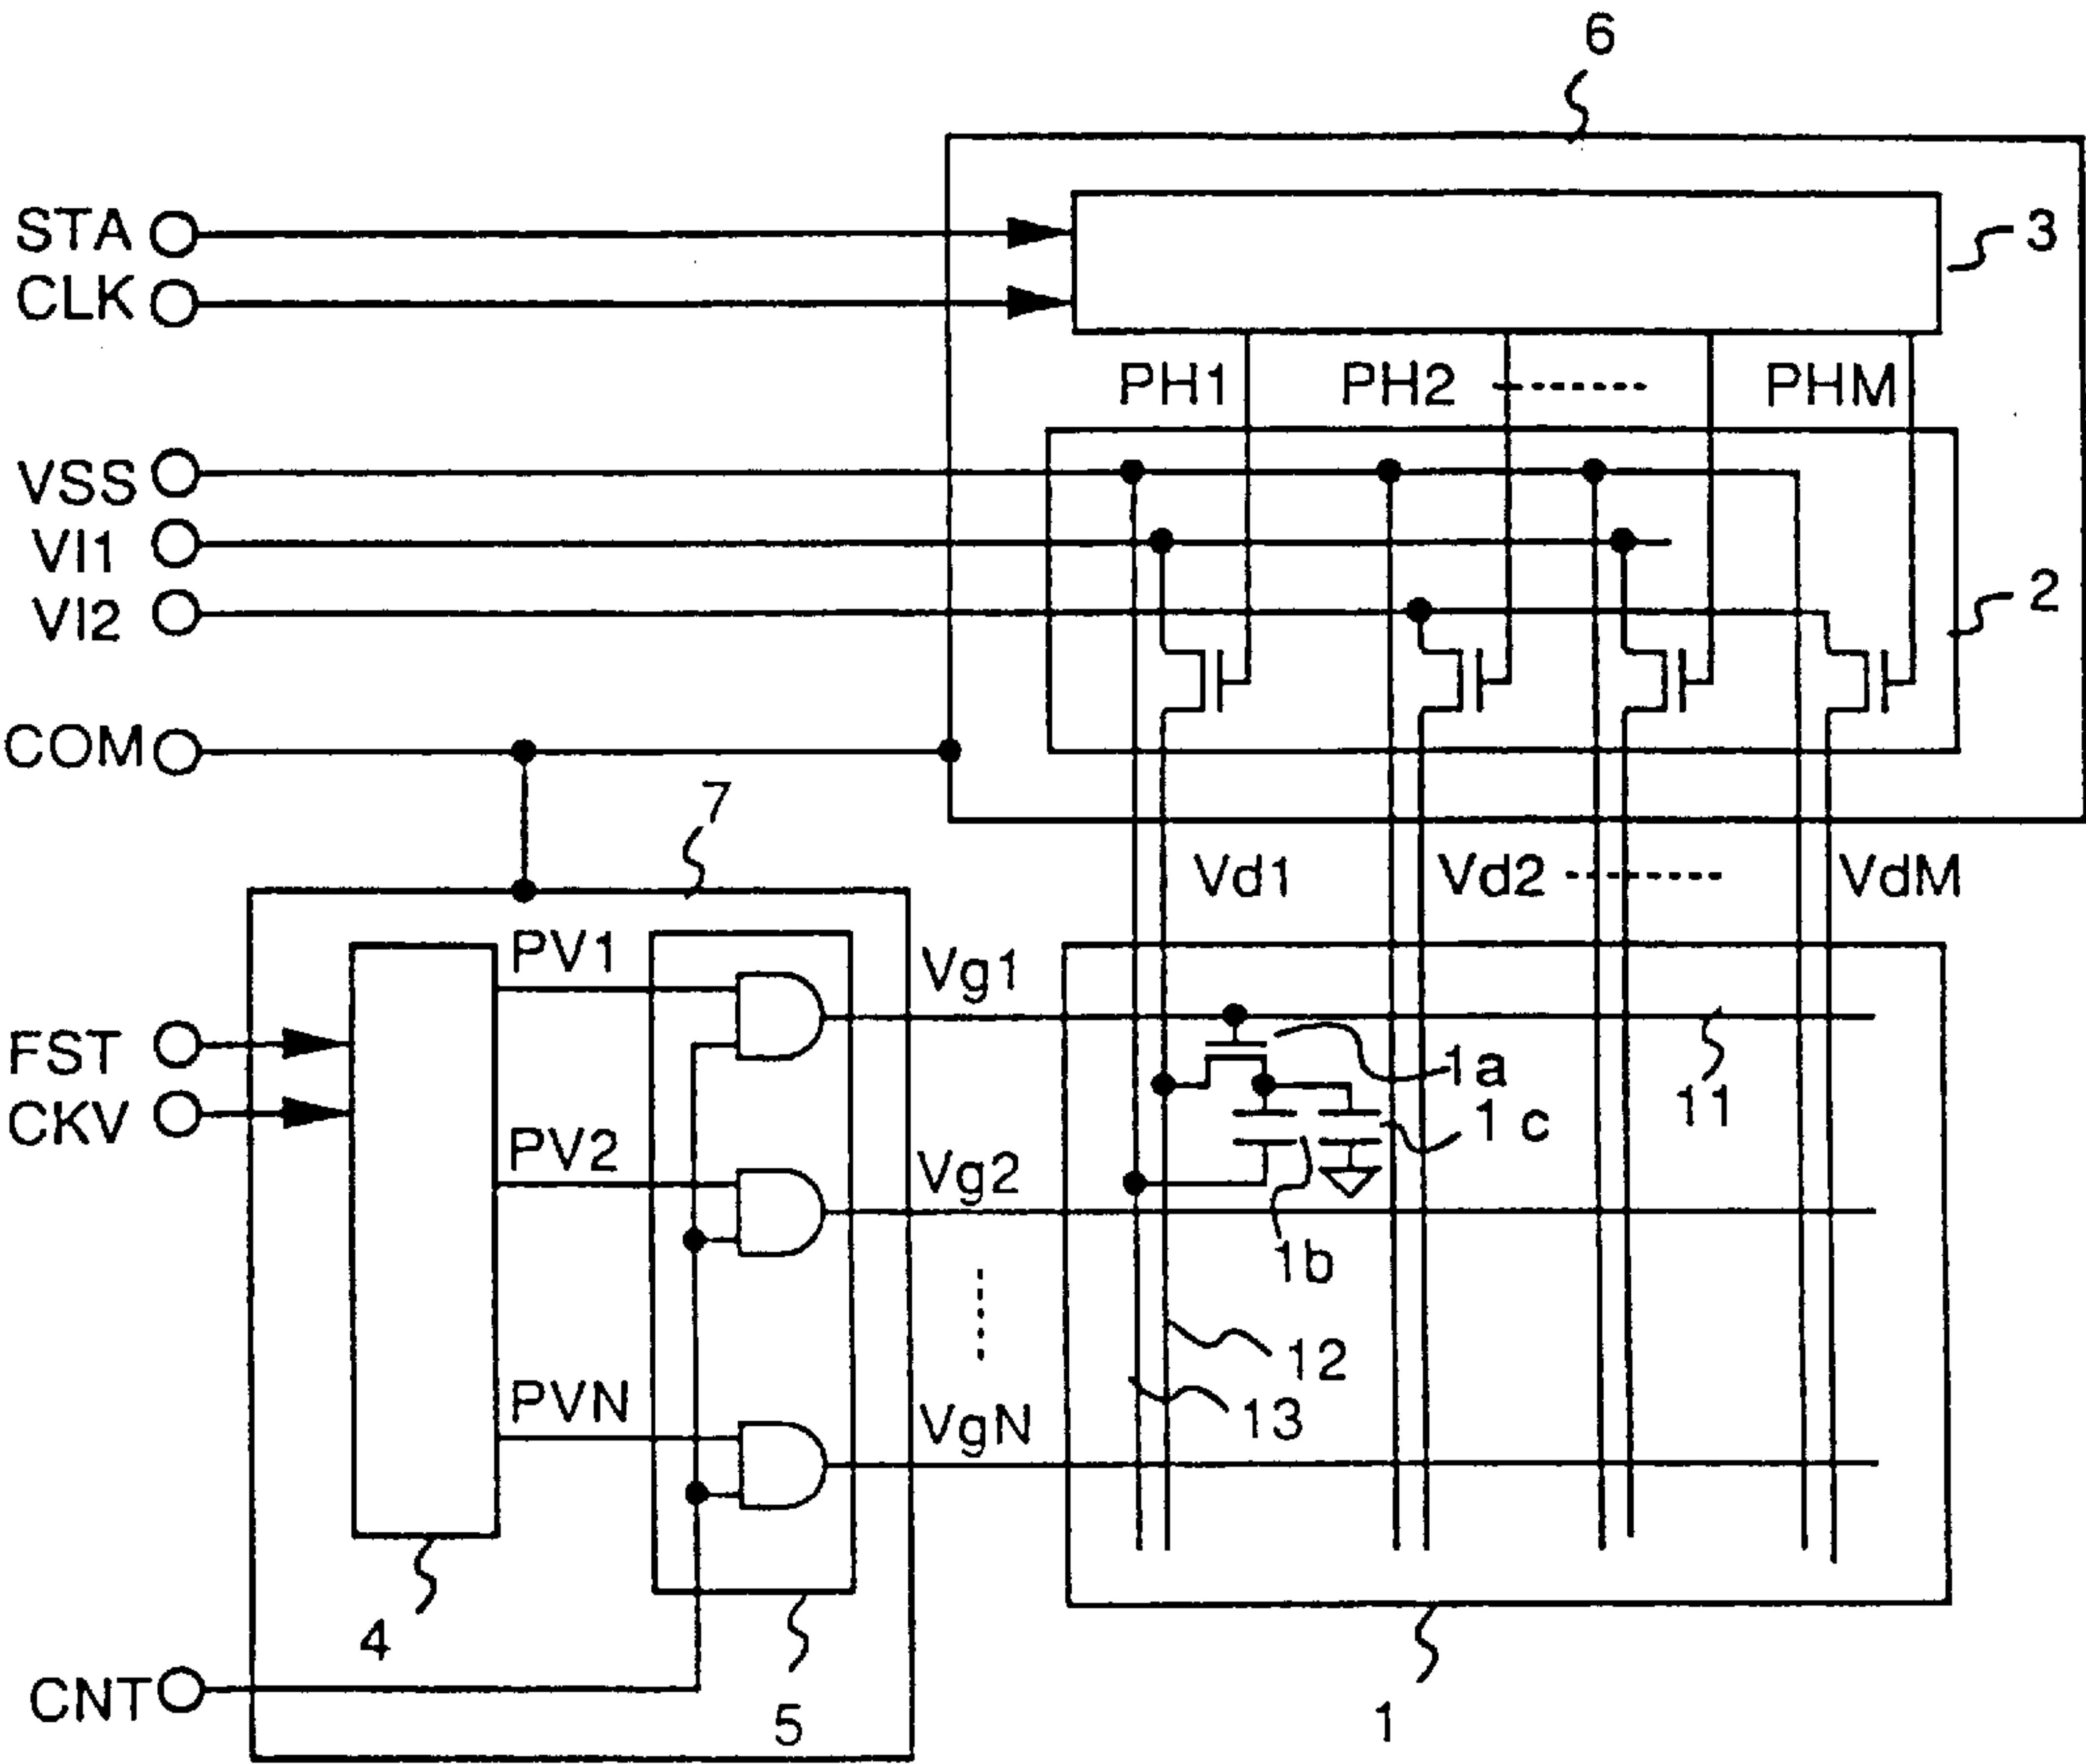 6
STA
3
CLK
PH1
PH2
PHM
VSS
VI1
VI2
2
COM
7
Vd1
Vd2
VdM
PV1
Vg1
FST
1a
11
CKV
1c
PV2
Vg2
1b
12
PVN
VgN
13
4
CNT
5
1